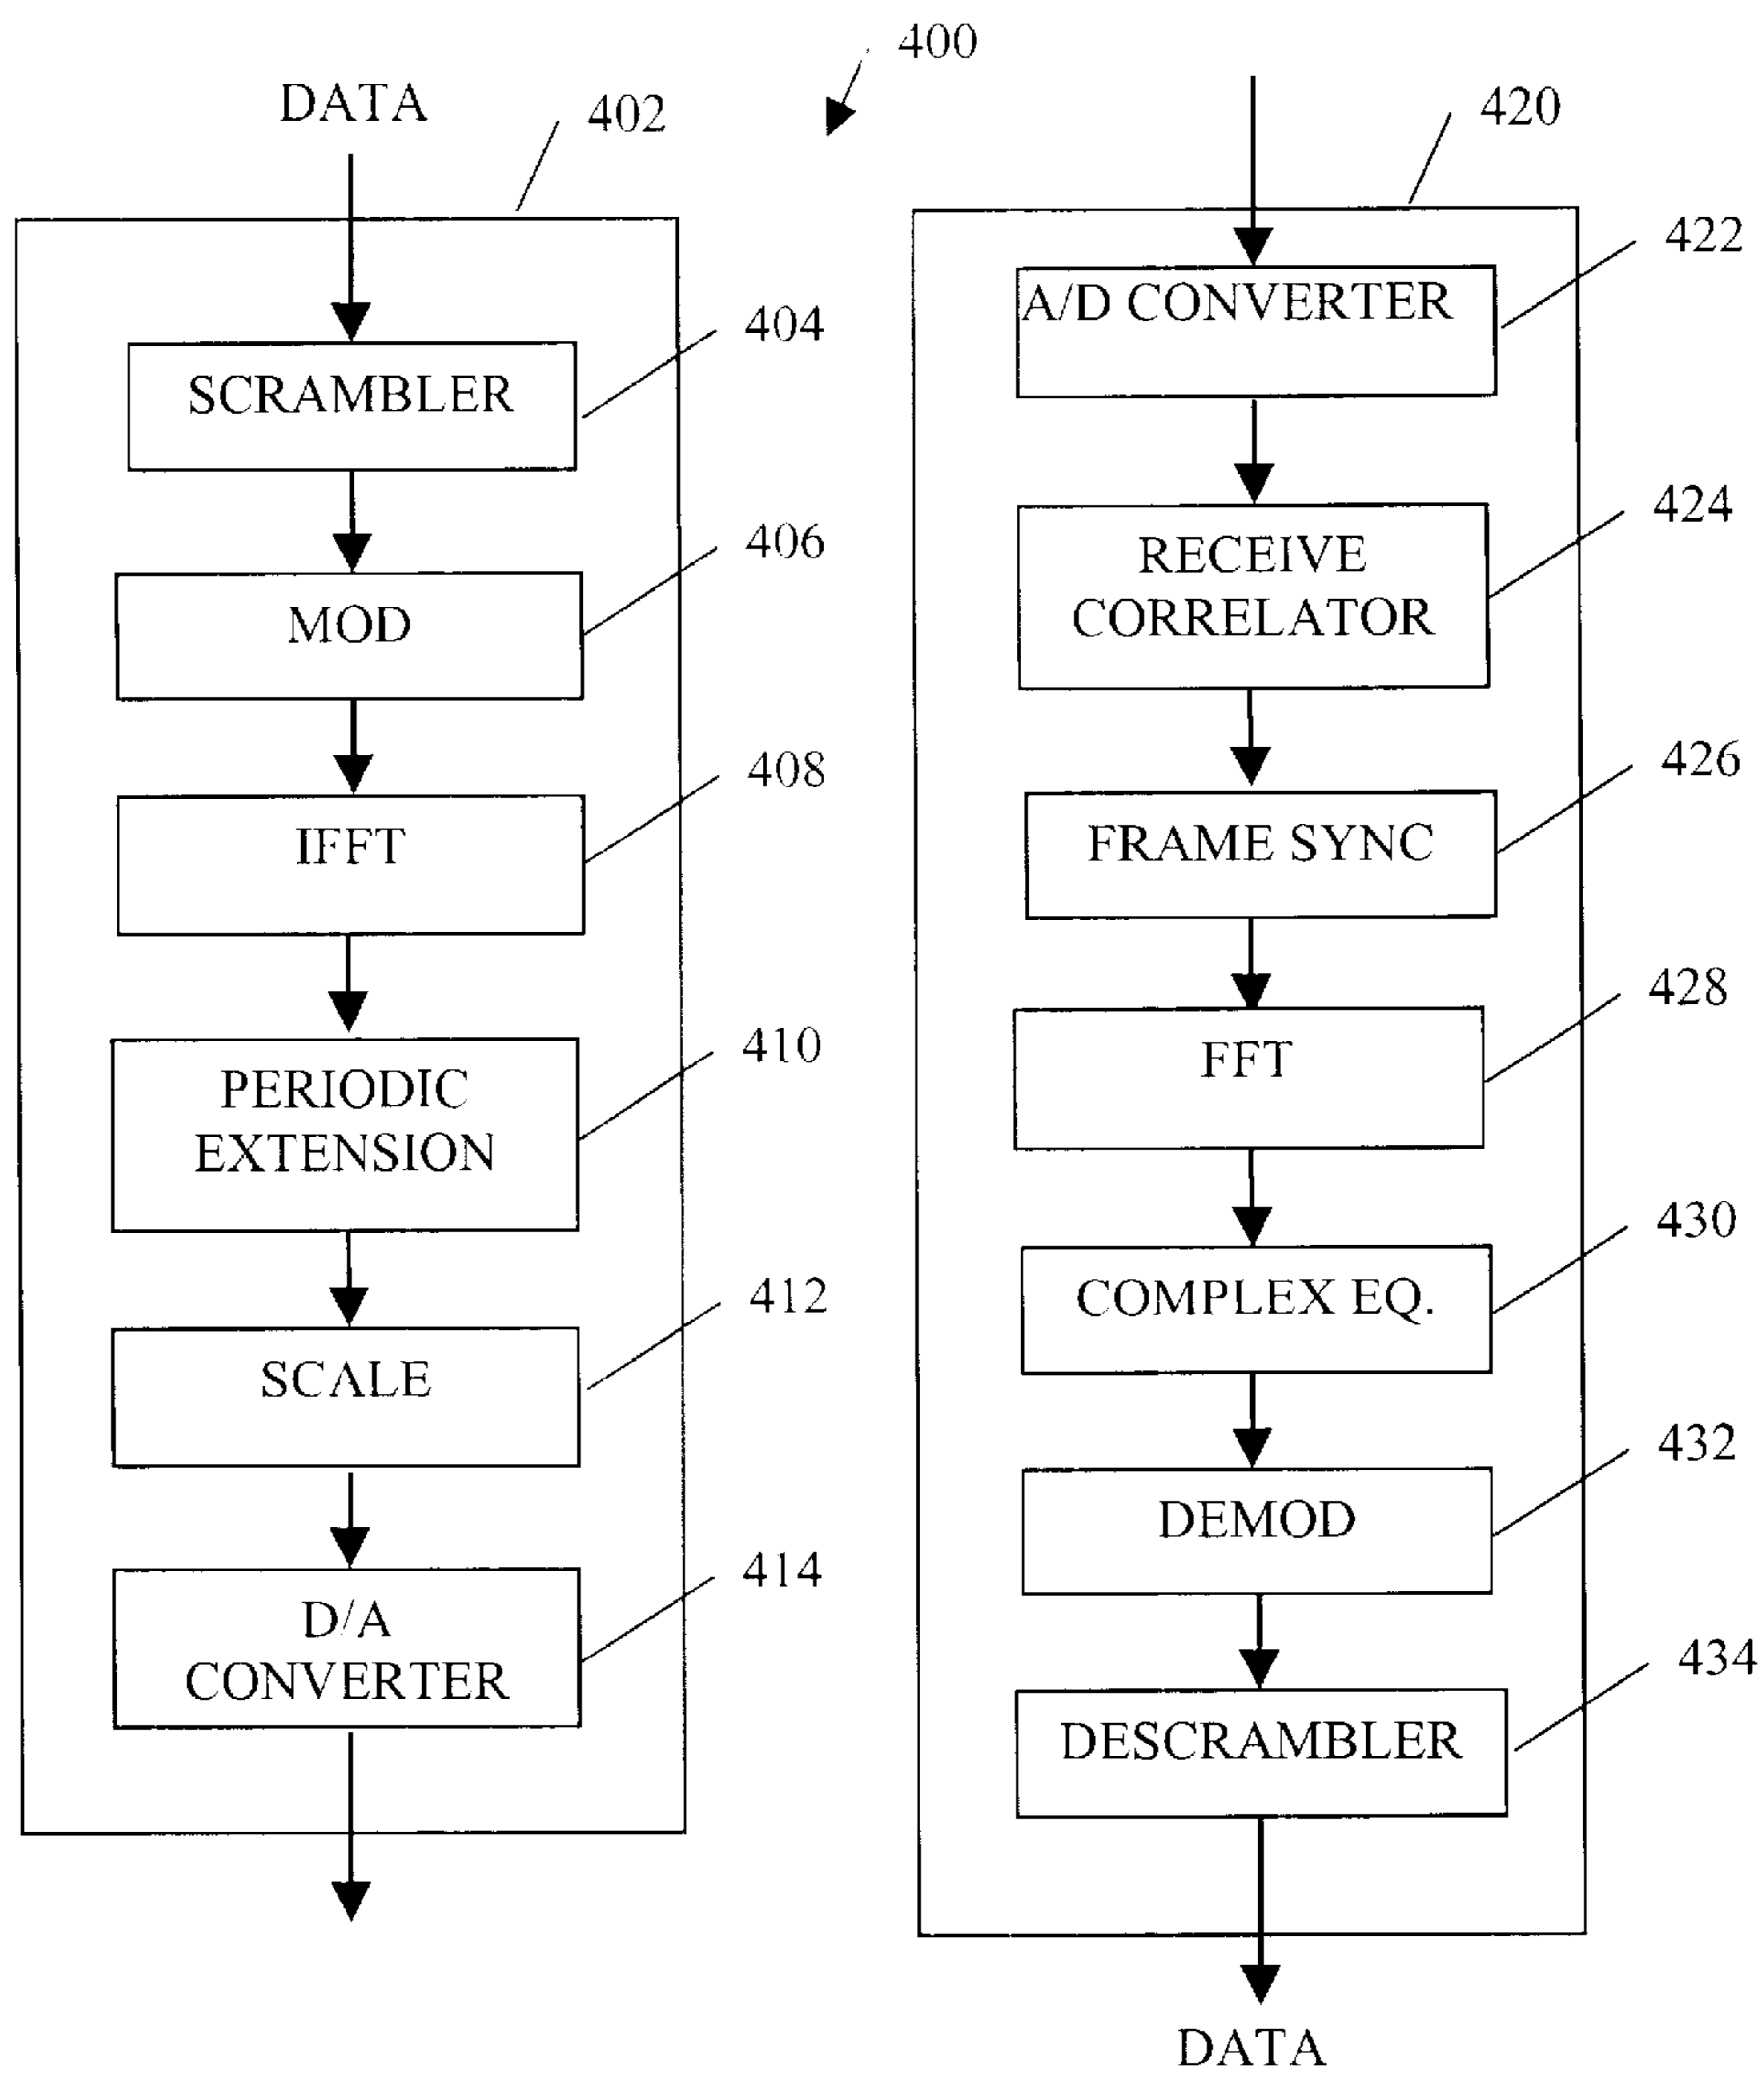 400
DATA
402
SCRAMBLER
404
MOD
406
IFFT
408
PERIODIC
EXTENSION
410
SCALE
412
D/A
CONVERTER
414
420
A/D CONVERTER
422
RECEIVE
CORRELATOR
424
FRAME SYNC
426
FFT
428
COMPLEX EQ.
430
DEMOD
432
DESCRAMBLER
434
DATA